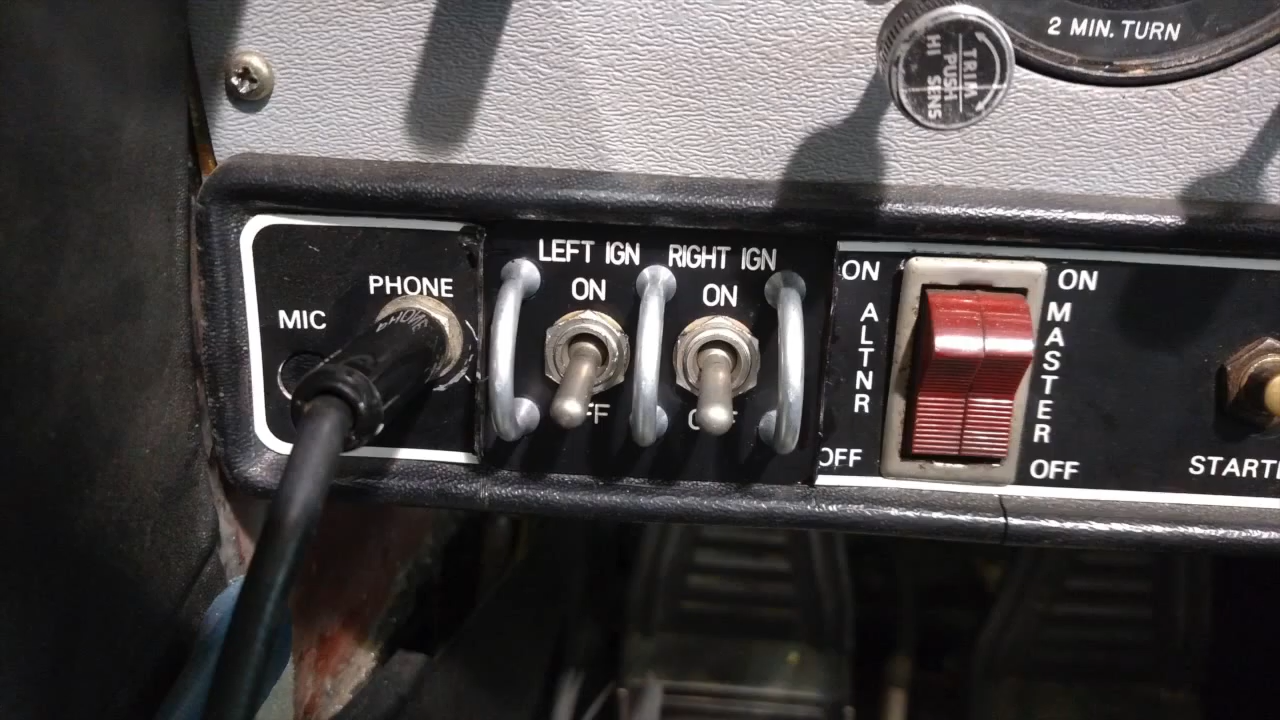 2 MIN. TURN
TRIM
PUSH
HI SENS
LEFT IGN
RIGHT IGN
ON
ON
PHONE
MIC
ON
ALTNR
OFF
ON
MASTER
OFF